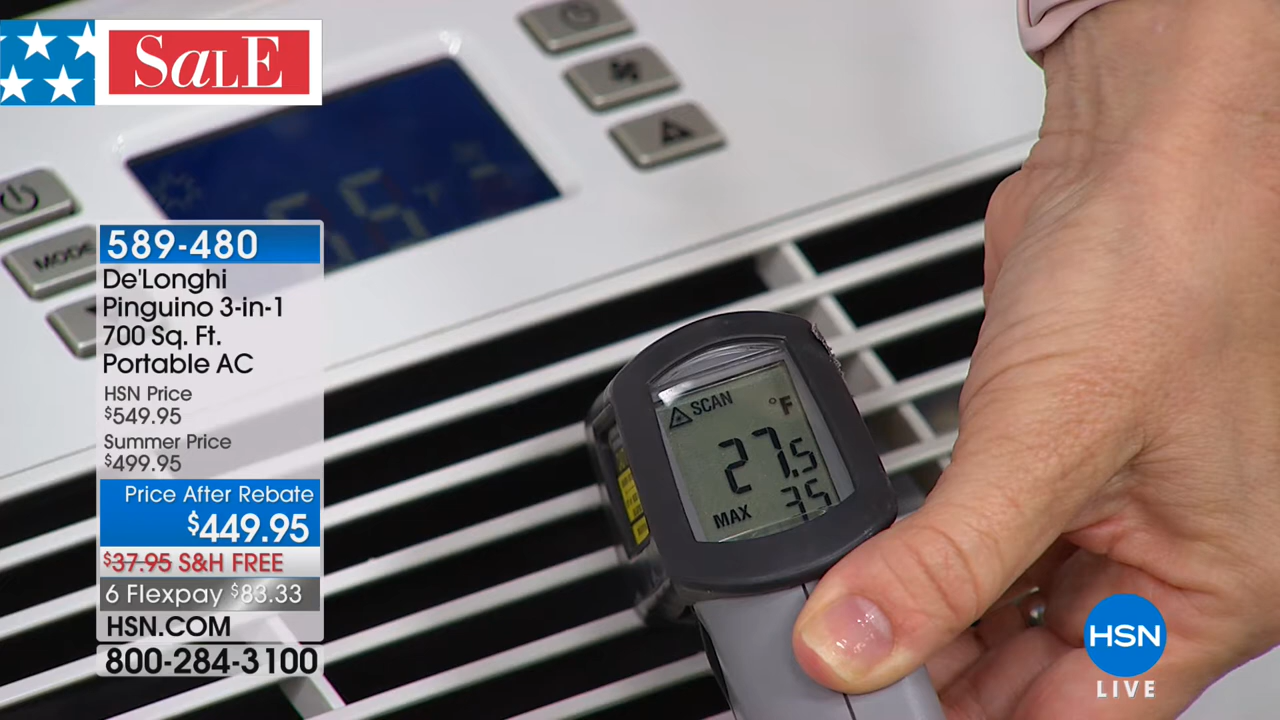 SALE
589-480
De'Longhi
Pinguino 3-in-1
700 Sq. Ft.
Portable AC
HSN Price
$549.95
Summer Price
$499.95
Price After Rebate
$449.95
$37.95 S&H FREE
6 Flexpay $83.33
HSN.COM
800-284-3100
MODE
SCAN °F
27.5
MAX
HSN
LIVE